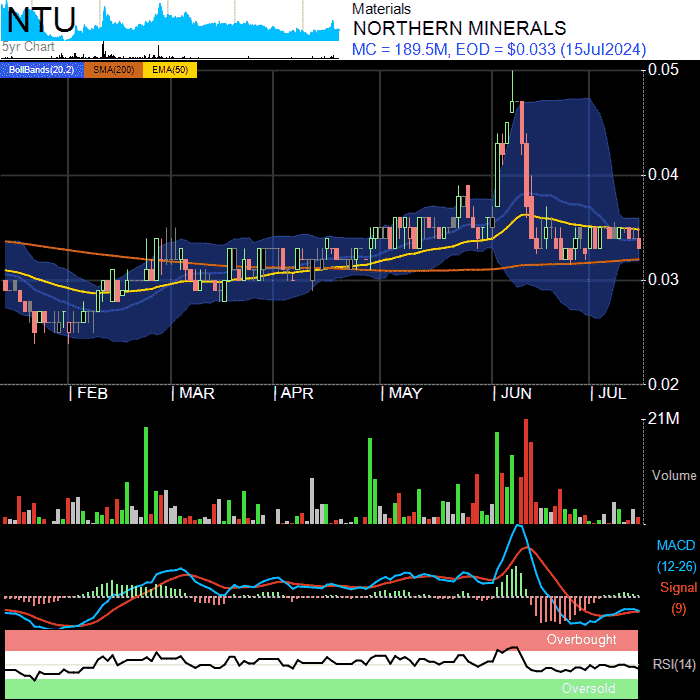 NTU
5yr Chart
Materials
NORTHERN MINERALS
MC = 189.5M, EOD = $0.033 (15Jul2024)
BollBands(20,2) SMA(200) EMA(50)
0.05
0.04
0.03
0.02
| FEB | MAR | APR | MAY | JUN | JUL
21M
Volume
MACD
(12-26)
Signal
(9)
Overbought
RSI(14)
Oversold